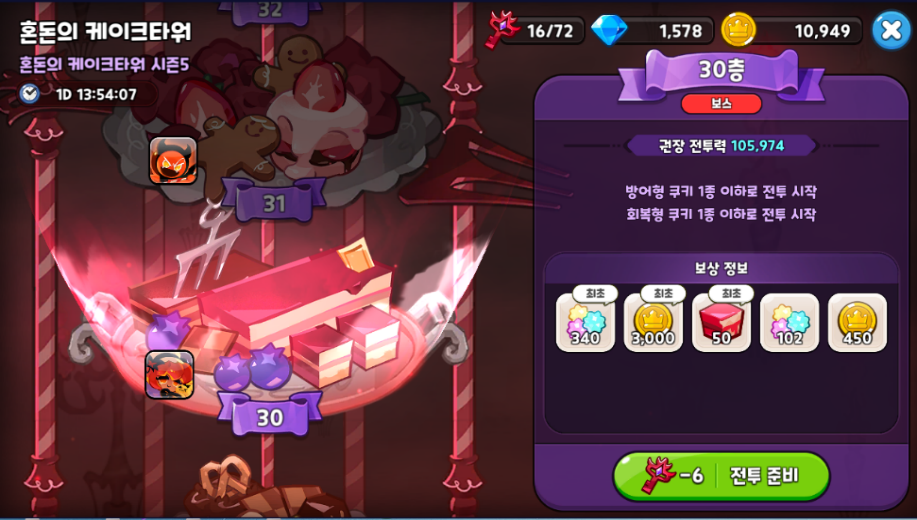 혼돈의 케이크타워
혼돈의 케이크타워 시즌5
1D 13:54:07
16/72
1,578
10,949
32
31
30
30층
보스
권장 전투력 105,974
방어형 쿠키 1종 이하로 전투 시작
회복형 쿠키 1종 이하로 전투 시작
보상 정보
최초 최초 최초
340 3,000 50 102 450
-6 전투 준비